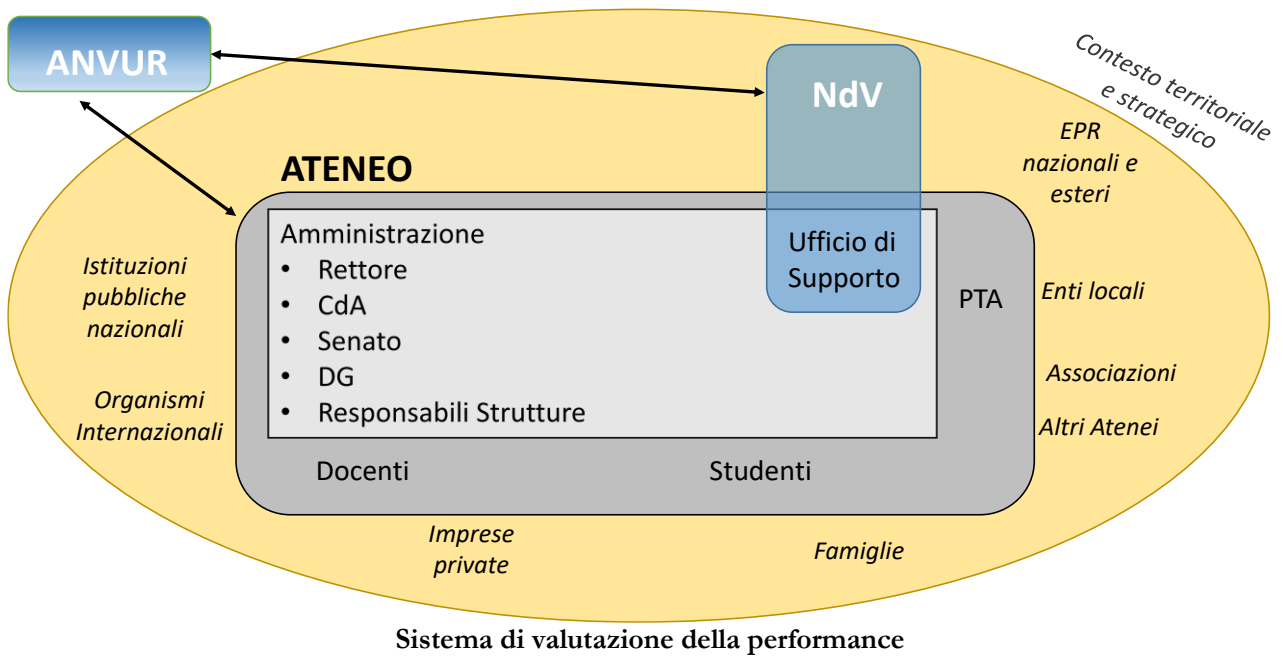 ANVUR
NdV
Contesto territoriale
e strategico
EPR
nazionali e
esteri
ATENEO
Amministrazione
• Rettore
• CdA
• Senato
• DG
• Responsabili Strutture
Ufficio di
Supporto
PTA
Istituzioni
pubbliche
nazionali
Organismi
Internazionali
Enti locali
Associazioni
Altri Atenei
Docenti
Studenti
Imprese
private
Famiglie
Sistema di valutazione della performance